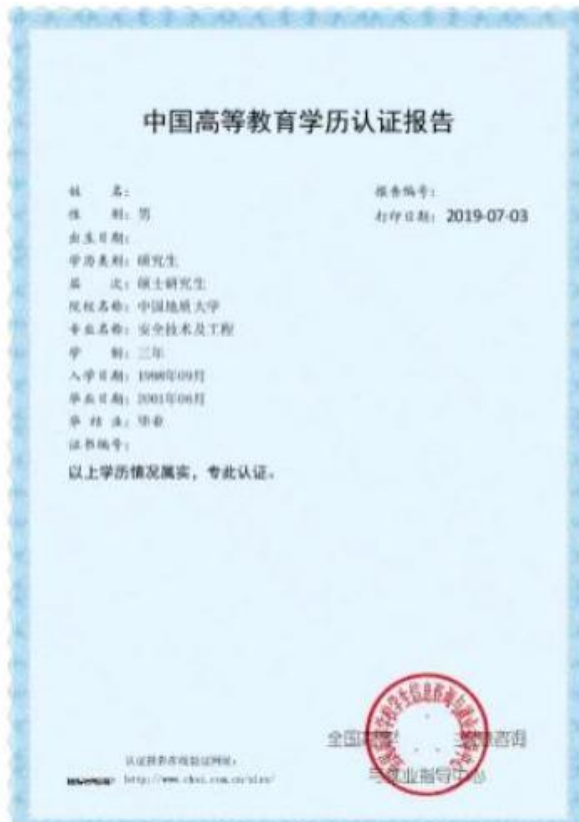 中国高等教育学历认证报告
姓 名:
报告编号:
性 别: 男
打印日期: 2019-07-03
出生日期:
学历类别: 研究生
层 次: 硕士研究生
院校名称: 中国地质大学
专业名称: 安全技术及工程
学 制: 三年
入学日期: 1998年09月
毕业日期: 2001年06月
毕 结 业: 毕业
证书编号:
以上学历情况属实，专此认证。
全国 咨询
与就业指导中心
认证报告在线验证网址: